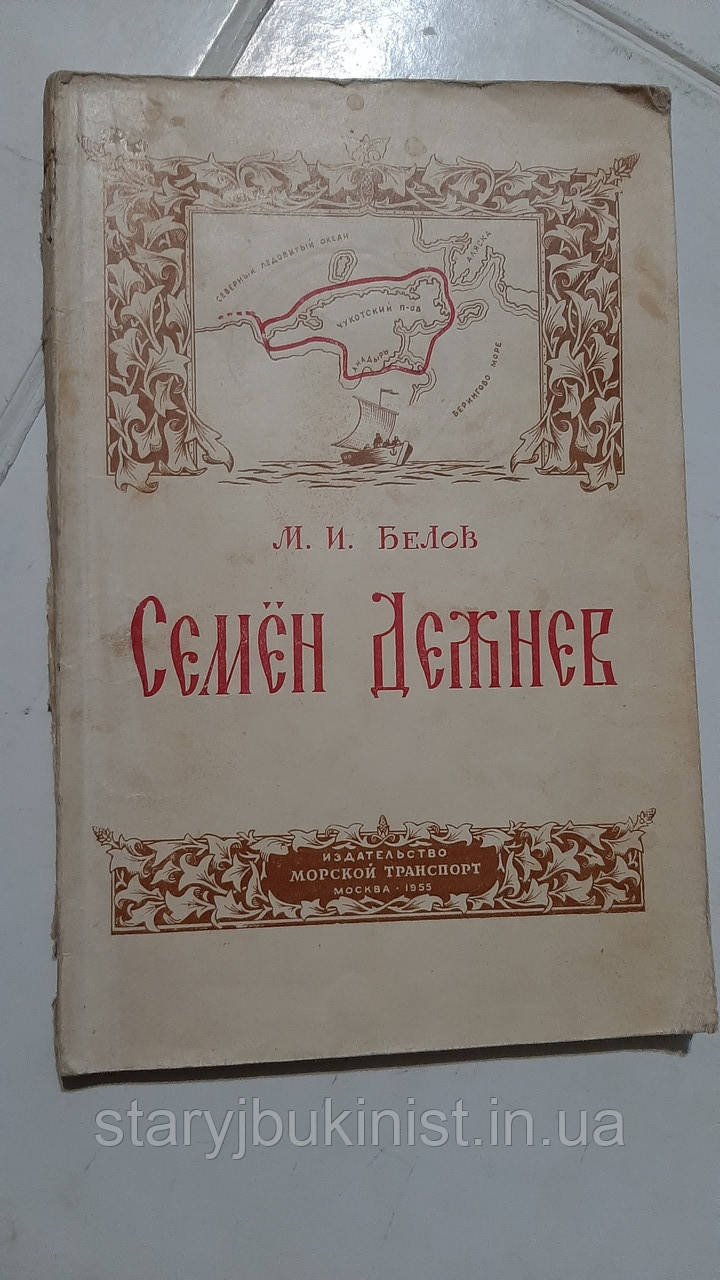 СЕВЕРНЫЙ ЛЕДОВИТЫЙ ОКЕАН
АЛЯСКА
ЧУКОТСКИЙ П-ОВ
АНАДЫРЬ
БЕРИНГОВО МОРЕ
М. И. БЕЛОВ
СЕМЁН ДЕЖНЕВ
ИЗДАТЕЛЬСТВО
МОРСКОЙ ТРАНСПОРТ
МОСКВА · 1955
staryjbukinist.in.ua